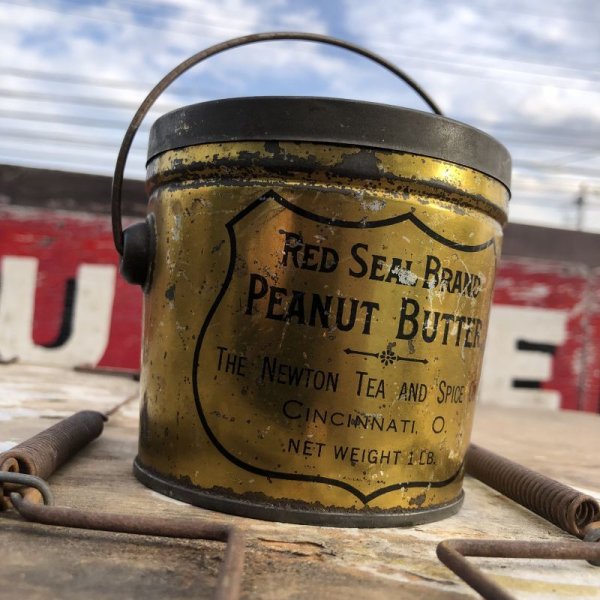 RED SEAL BRAND
PEANUT BUTTER
THE NEWTON TEA AND SPICE
CINCINNATI, O.
NET WEIGHT 1 LB.